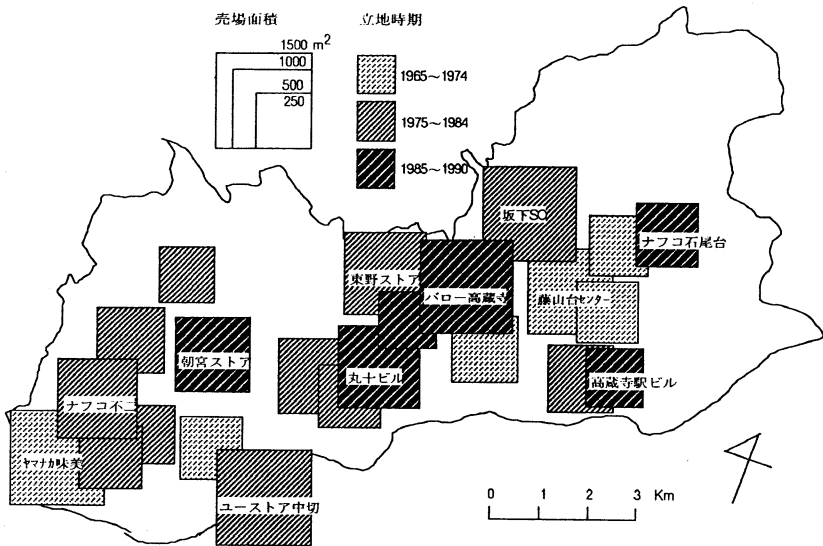 売場面積
1500 m²
1000
500
250
立地時期
1965～1974
1975～1984
1985～1990
坂下SC
ナフコ石尾台
東野ストア
バロー高蔵寺
藤山台センター
朝宮ストア
丸十ビル
高蔵寺駅ビル
ナフコ不二
ヤマナカ味美
ユーストア中切
0 1 2 3 Km